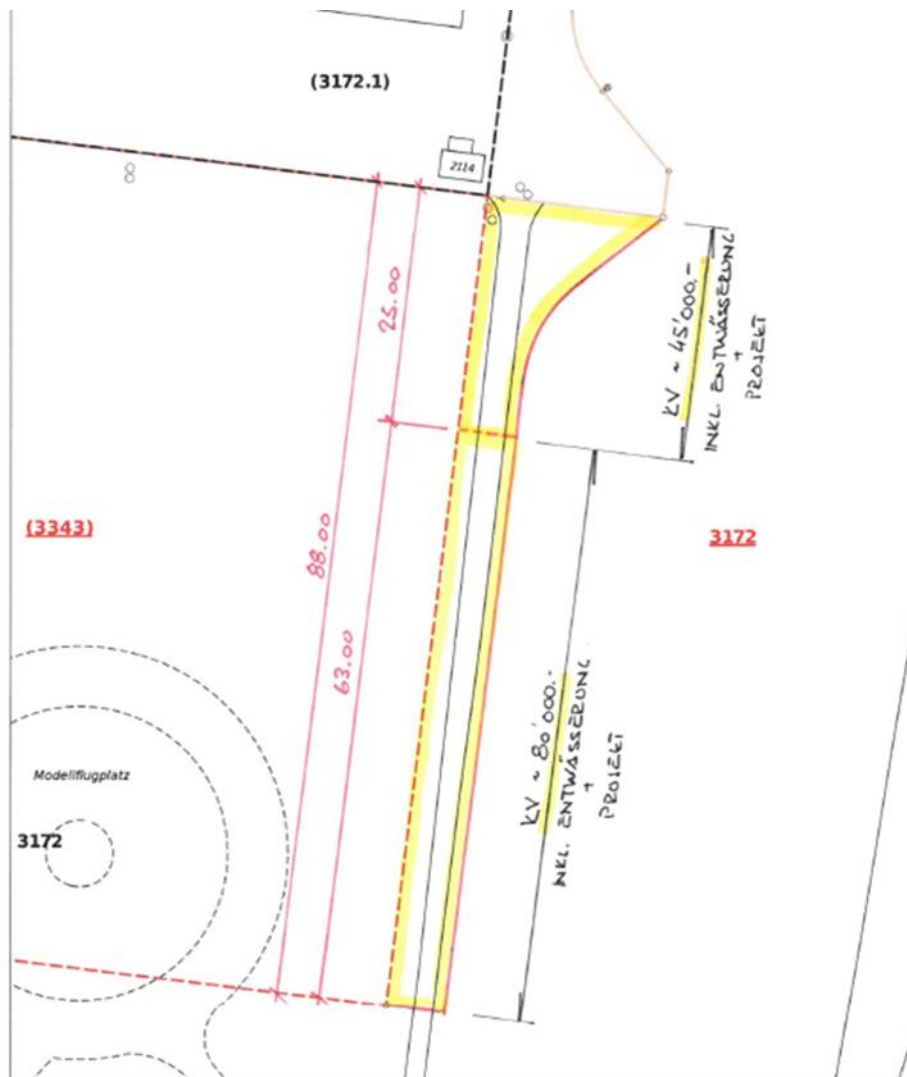 (3172.1)
2114
25.00
88.00
63.00
KV ~ 45'000.-
INKL. ENTWÄSSERUNG
+
PROJEKT
(3343)
3172
KV ~ 80'000.-
INKL. ENTWÄSSERUNG
+
PROJEKT
Modellflugplatz
3172